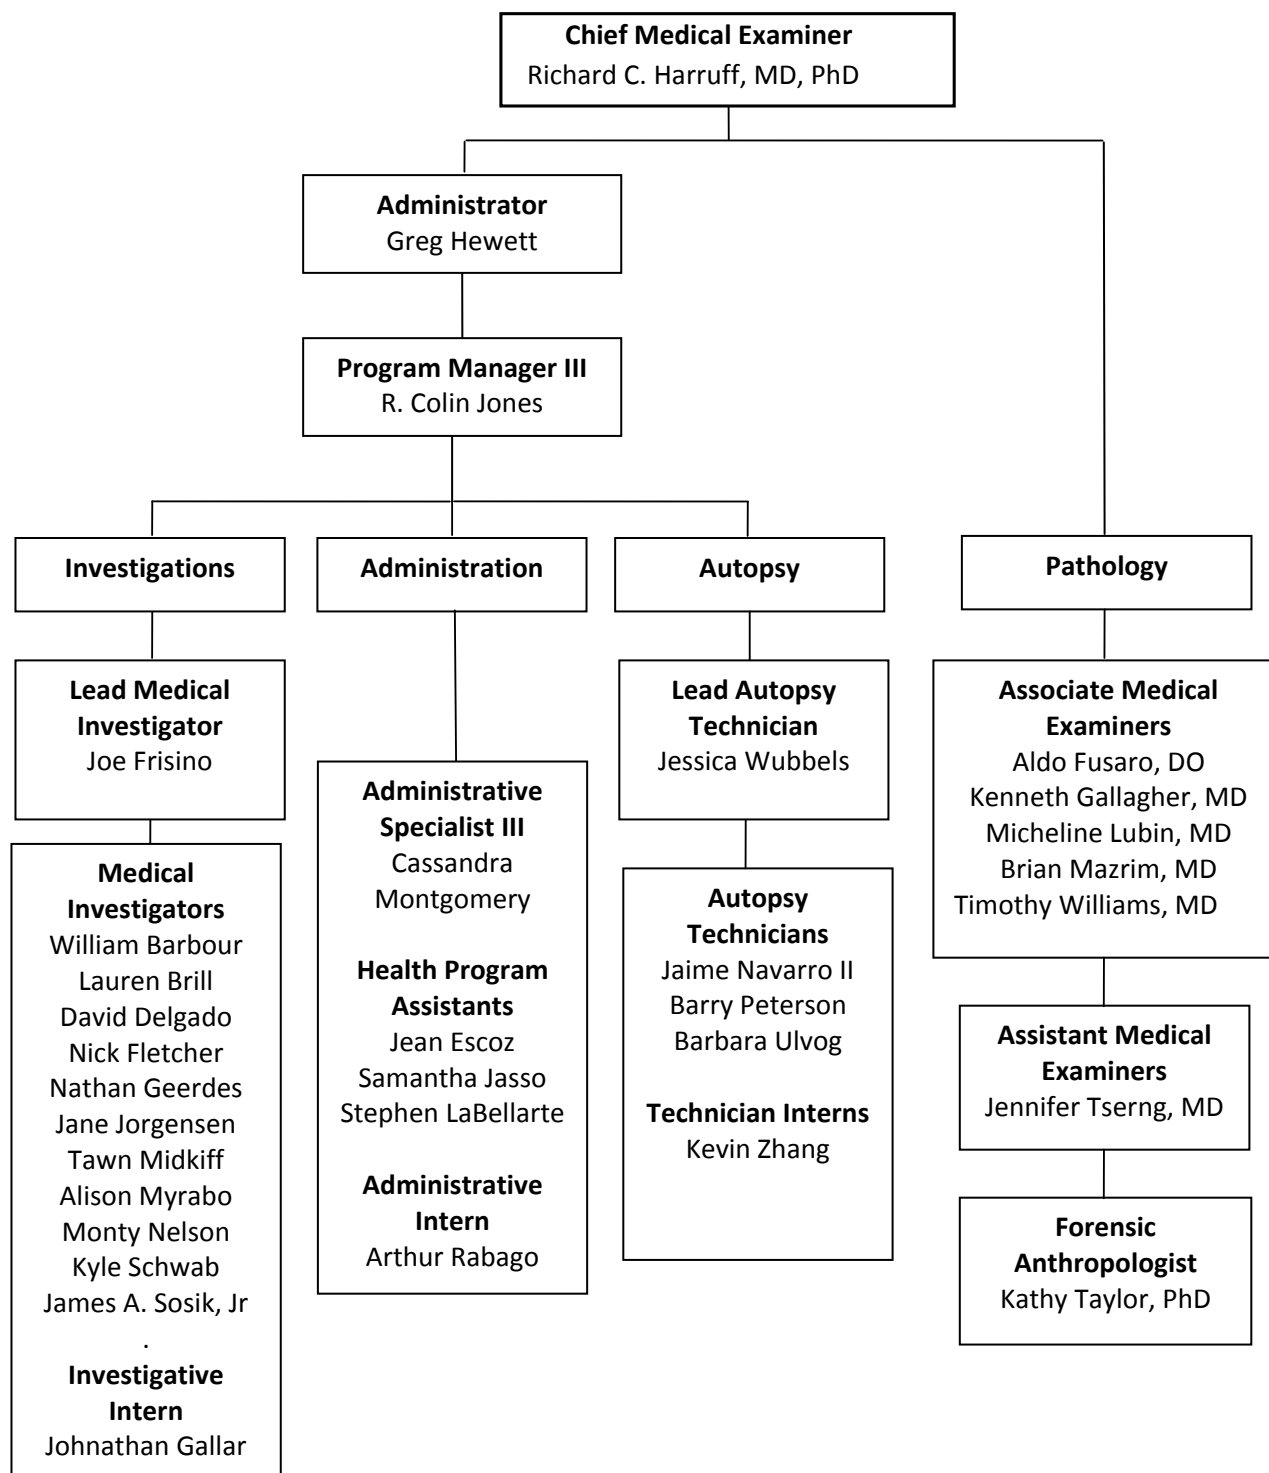 Chief Medical Examiner
Richard C. Harruff, MD, PhD
Administrator
Greg Hewett
Program Manager III
R. Colin Jones
Investigations
Administration
Autopsy
Pathology
Lead Medical
Investigator
Joe Frisino
Medical
Investigators
William Barbour
Lauren Brill
David Delgado
Nick Fletcher
Nathan Geerdes
Jane Jorgensen
Tawn Midkiff
Alison Myrabo
Monty Nelson
Kyle Schwab
James A. Sosik, Jr
.
Investigative
Intern
Johnathan Gallar
Administrative
Specialist III
Cassandra
Montgomery
Health Program
Assistants
Jean Escoz
Samantha Jasso
Stephen LaBellarte
Administrative
Intern
Arthur Rabago
Lead Autopsy
Technician
Jessica Wubbels
Autopsy
Technicians
Jaime Navarro II
Barry Peterson
Barbara Ulvog
Technician Interns
Kevin Zhang
Associate Medical
Examiners
Aldo Fusaro, DO
Kenneth Gallagher, MD
Micheline Lubin, MD
Brian Mazrim, MD
Timothy Williams, MD
Assistant Medical
Examiners
Jennifer Tserng, MD
Forensic
Anthropologist
Kathy Taylor, PhD